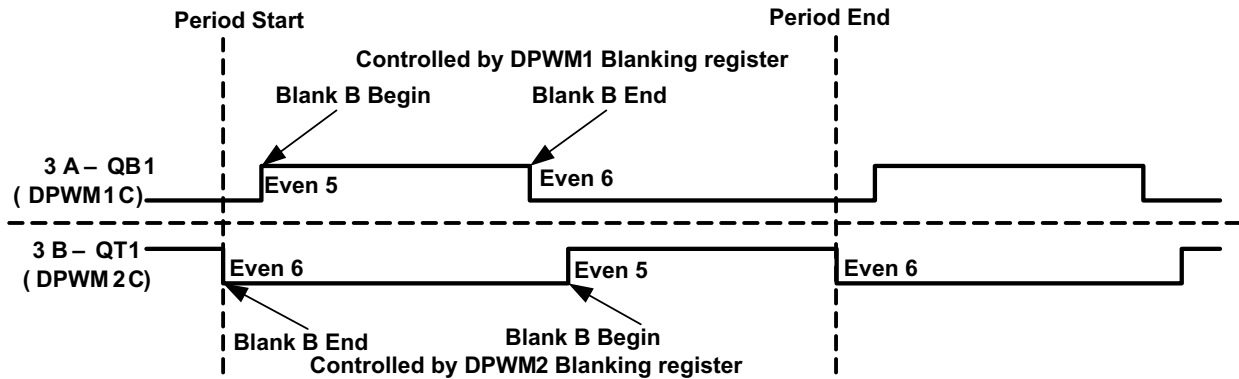 Period Start
Period End
Controlled by DPWM1 Blanking register
Blank B Begin
Blank B End
3 A – QB1
( DPWM1C)
Even 5
Even 6
3 B – QT1
( DPWM2C)
Even 6
Even 5
Even 6
Blank B End
Blank B Begin
Controlled by DPWM2 Blanking register